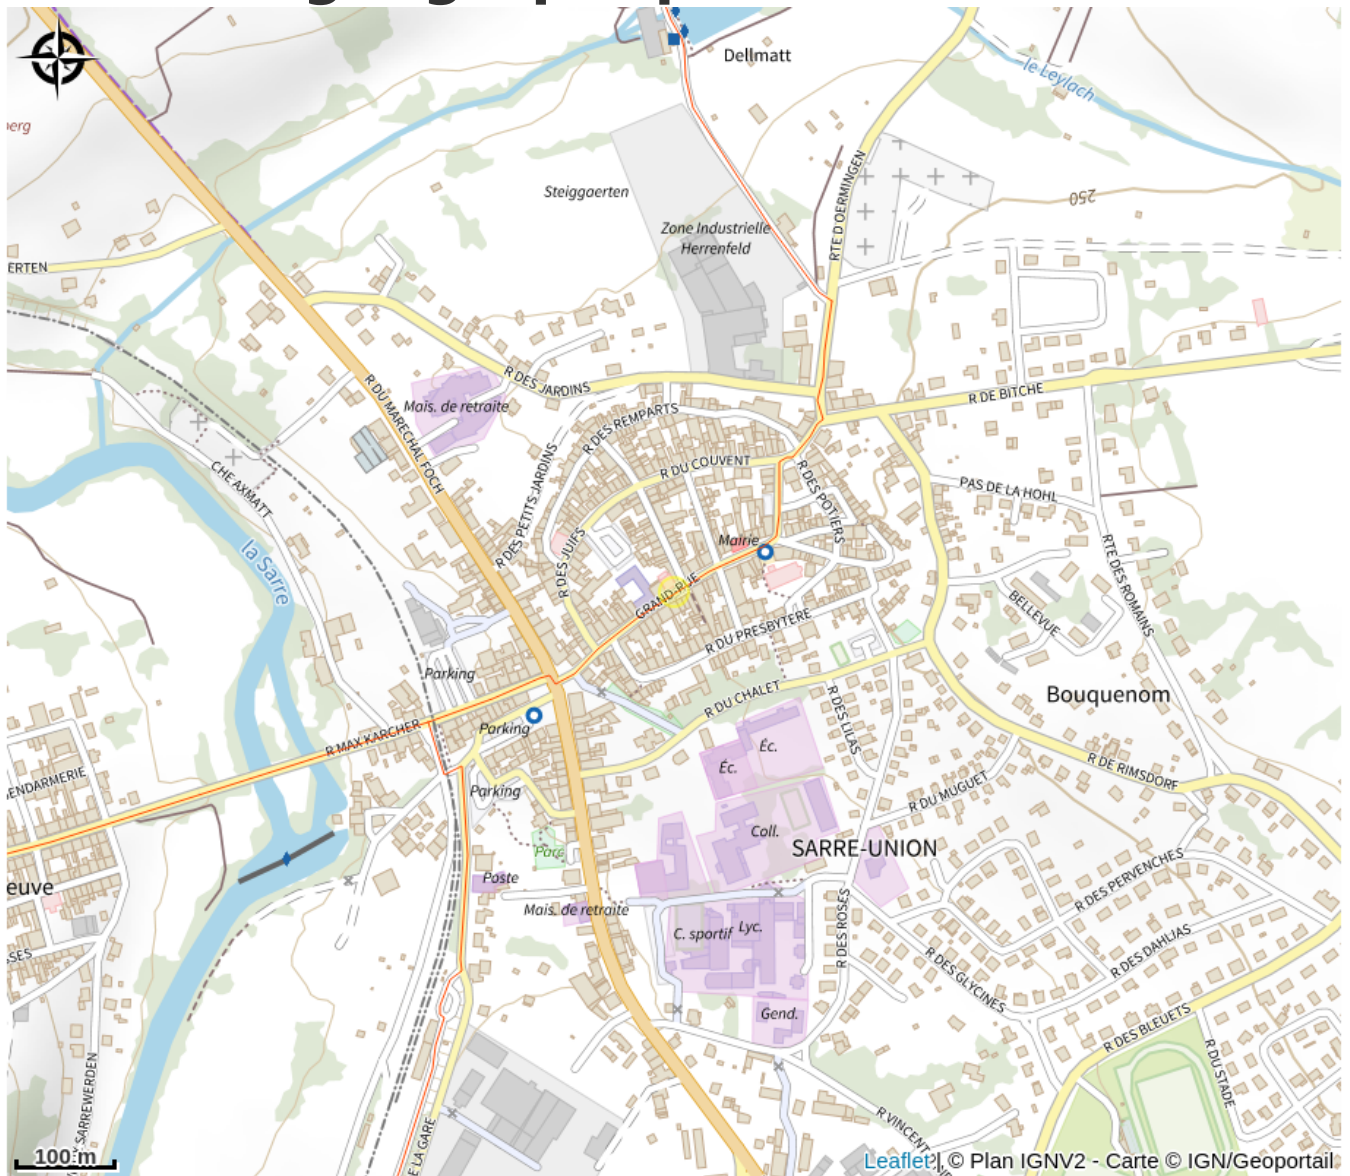 Dellmatt
le Leylach
berg
Steiggaerten
Zone Industrielle
Herrenfeld
RTE D'OERMINGEN
250
ERTEN
R DU MARECHAL FOCH
R DES JARDINS
R DE BITCHE
Mais. de retraite
R DES REMPARTS
R DU COUVENT
R DES POTIERS
PAS DE LA HOHL
CHE AXMATT
R DES PETITS JARDINS
R DES JUIFS
Mairie
la Sarre
RTE DES ROMAINS
GRAND-RUE
BELLEVUE
R DU PRESBYTERE
Parking
R DU CHALET
R DES LILAS
Bouquenom
R MAX KARCHER
Parking
Éc.
Éc.
R DE RIMSDORF
GENDARMERIE
Parking
R DU MUGUET
Coll.
SARRE-UNION
Parc
euve
Poste
R DES PERVENCHES
Mais. de retraite
C. sportif
Lyc.
R DES ROSES
R DES DAHLIAS
SSES
R DES GLYCINES
Gend.
R DES BLEUETS
R DU STADE
SARREWERDEN
E LA GARE
R VINCENT
100 m
Leaflet | © Plan IGNV2 - Carte © IGN/Geoportail